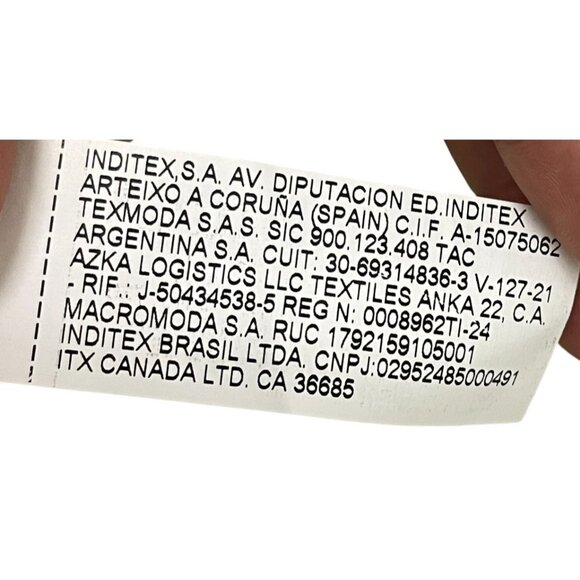 INDITEX,S.A. AV. DIPUTACION ED.INDITEX
ARTEIXO A CORUÑA (SPAIN) C.I.F. A-15075062
TEXMODA S.A.S. SIC 900.123.408 TAC
ARGENTINA S.A. CUIT: 30-69314836-3 V-127-21
AZKA LOGISTICS LLC TEXTILES ANKA 22, C.A.
- RIF.: J-50434538-5 REG N: 0008962TI-24
MACROMODA S.A. RUC 1792159105001
INDITEX BRASIL LTDA. CNPJ:02952485000491
ITX CANADA LTD. CA 36685